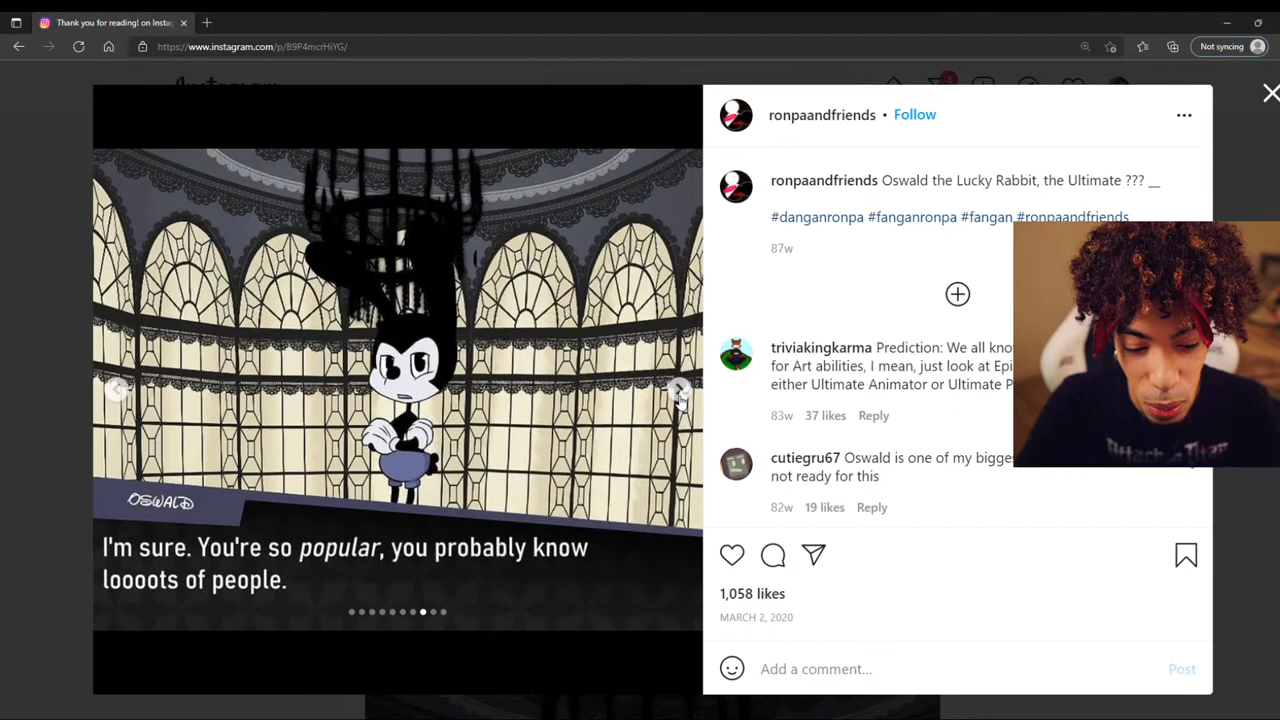 Thank you for reading! on Insta
https://www.instagram.com/p/B9P4mcrHiYG/
Not syncing
Instagram
ronpaandfriends • Follow
ronpaandfriends Oswald the Lucky Rabbit, the Ultimate ??? __
#danganronpa #fanganronpa #fangan #ronpaandfriends
87w
triviakingkarma Prediction: We all kno
for Art abilities, I mean, just look at Epi
either Ultimate Animator or Ultimate P
83w 37 likes Reply
cutiegru67 Oswald is one of my bigges
not ready for this
82w 19 likes Reply
OSWALD
I'm sure. You're so popular, you probably know
loooots of people.
1,058 likes
MARCH 2, 2020
Add a comment... Post